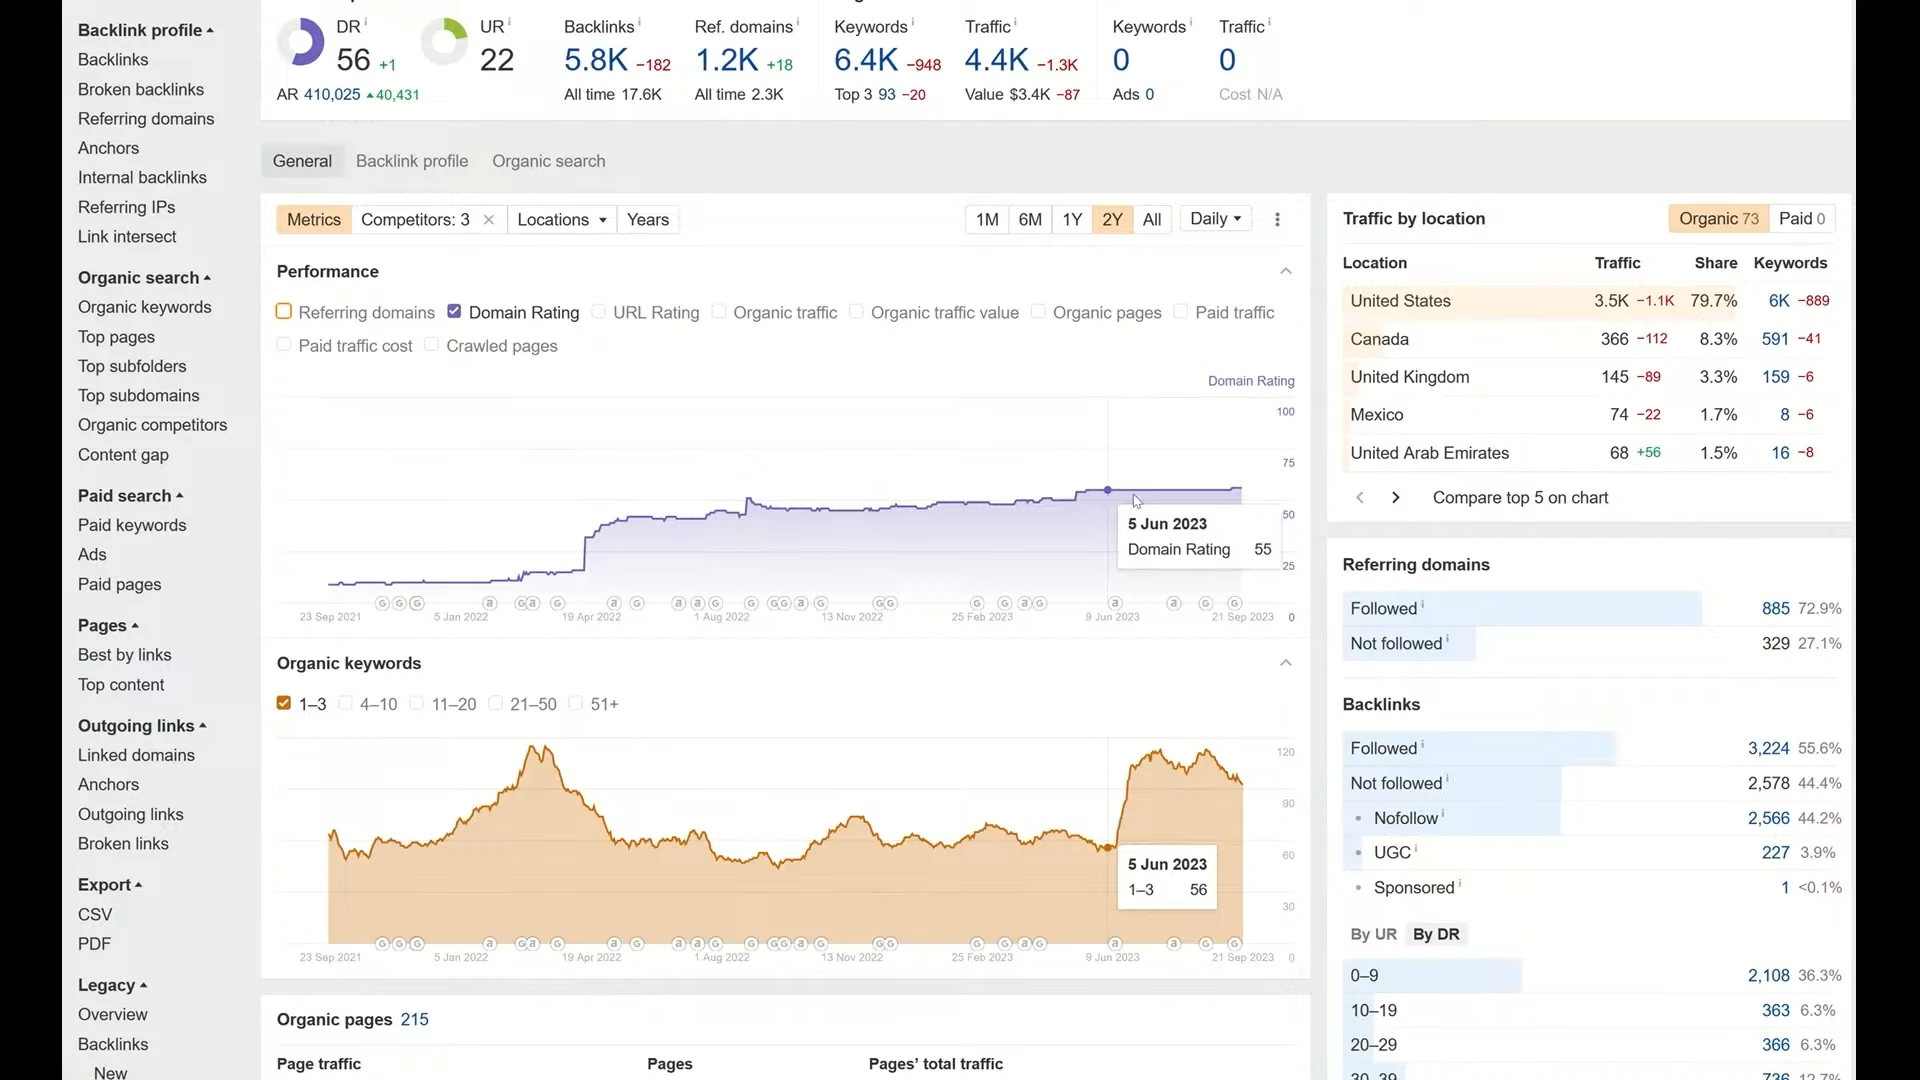 Backlink profile
Backlinks
Broken backlinks
Referring domains
Anchors
Internal backlinks
Referring IPs
Link intersect
Organic search
Organic keywords
Top pages
Top subfolders
Top subdomains
Organic competitors
Content gap
Paid search
Paid keywords
Ads
Paid pages
Pages
Best by links
Top content
Outgoing links
Linked domains
Anchors
Outgoing links
Broken links
Export
CSV
PDF
Legacy
Overview
Backlinks
New
DR i
56 +1
AR 410,025 40,431
UR i
22
Backlinks i
5.8K −182
All time 17.6K
Ref. domains i
1.2K +18
All time 2.3K
Keywords i
6.4K −948
Top 3 93 −20
Traffic i
4.4K −1.3K
Value $3.4K −87
Keywords i
0
Ads 0
Traffic i
0
Cost N/A
General Backlink profile Organic search
Metrics Competitors: 3 × Locations Years 1M 6M 1Y 2Y All Daily
Performance
Referring domains Domain Rating URL Rating Organic traffic Organic traffic value Organic pages Paid traffic
Paid traffic cost Crawled pages
Domain Rating
100
75
50
25
0
5 Jun 2023
Domain Rating 55
23 Sep 2021 5 Jan 2022 19 Apr 2022 1 Aug 2022 13 Nov 2022 25 Feb 2023 9 Jun 2023 21 Sep 2023
Organic keywords
1–3 4–10 11–20 21–50 51+
120
90
60
30
0
5 Jun 2023
1–3 56
23 Sep 2021 5 Jan 2022 19 Apr 2022 1 Aug 2022 13 Nov 2022 25 Feb 2023 9 Jun 2023 21 Sep 2023
Organic pages 215
Page traffic Pages Pages’ total traffic
Traffic by location Organic 73 Paid 0
Location Traffic Share Keywords
United States 3.5K −1.1K 79.7% 6K −889
Canada 366 −112 8.3% 591 −41
United Kingdom 145 −89 3.3% 159 −6
Mexico 74 −22 1.7% 8 −6
United Arab Emirates 68 +56 1.5% 16 −8
Compare top 5 on chart
Referring domains
Followed i 885 72.9%
Not followed i 329 27.1%
Backlinks
Followed i 3,224 55.6%
Not followed i 2,578 44.4%
Nofollow i 2,566 44.2%
UGC i 227 3.9%
Sponsored i 1 <0.1%
By UR By DR
0–9 2,108 36.3%
10–19 363 6.3%
20–29 366 6.3%
30–39 736 12.7%